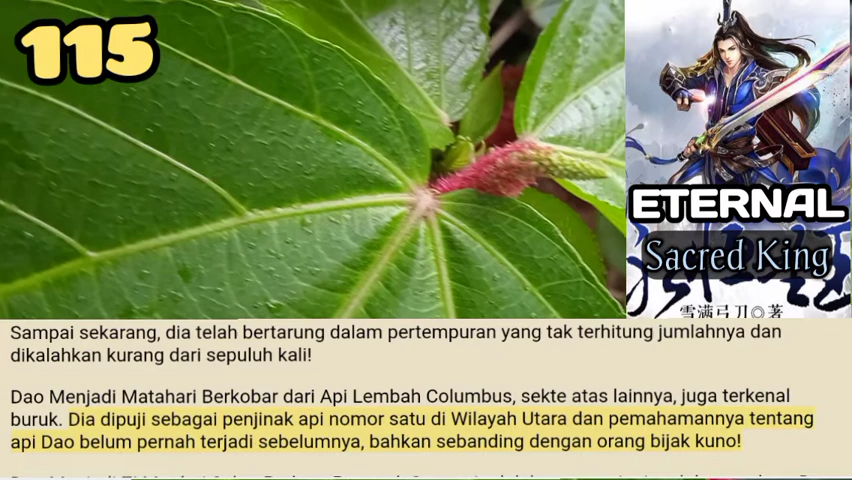 115
ETERNAL
Sacred King
雪满弓刀◎著
Sampai sekarang, dia telah bertarung dalam pertempuran yang tak terhitung jumlahnya dan
dikalahkan kurang dari sepuluh kali!
Dao Menjadi Matahari Berkobar dari Api Lembah Columbus, sekte atas lainnya, juga terkenal
buruk. Dia dipuji sebagai penjinak api nomor satu di Wilayah Utara dan pemahamannya tentang
api Dao belum pernah terjadi sebelumnya, bahkan sebanding dengan orang bijak kuno!